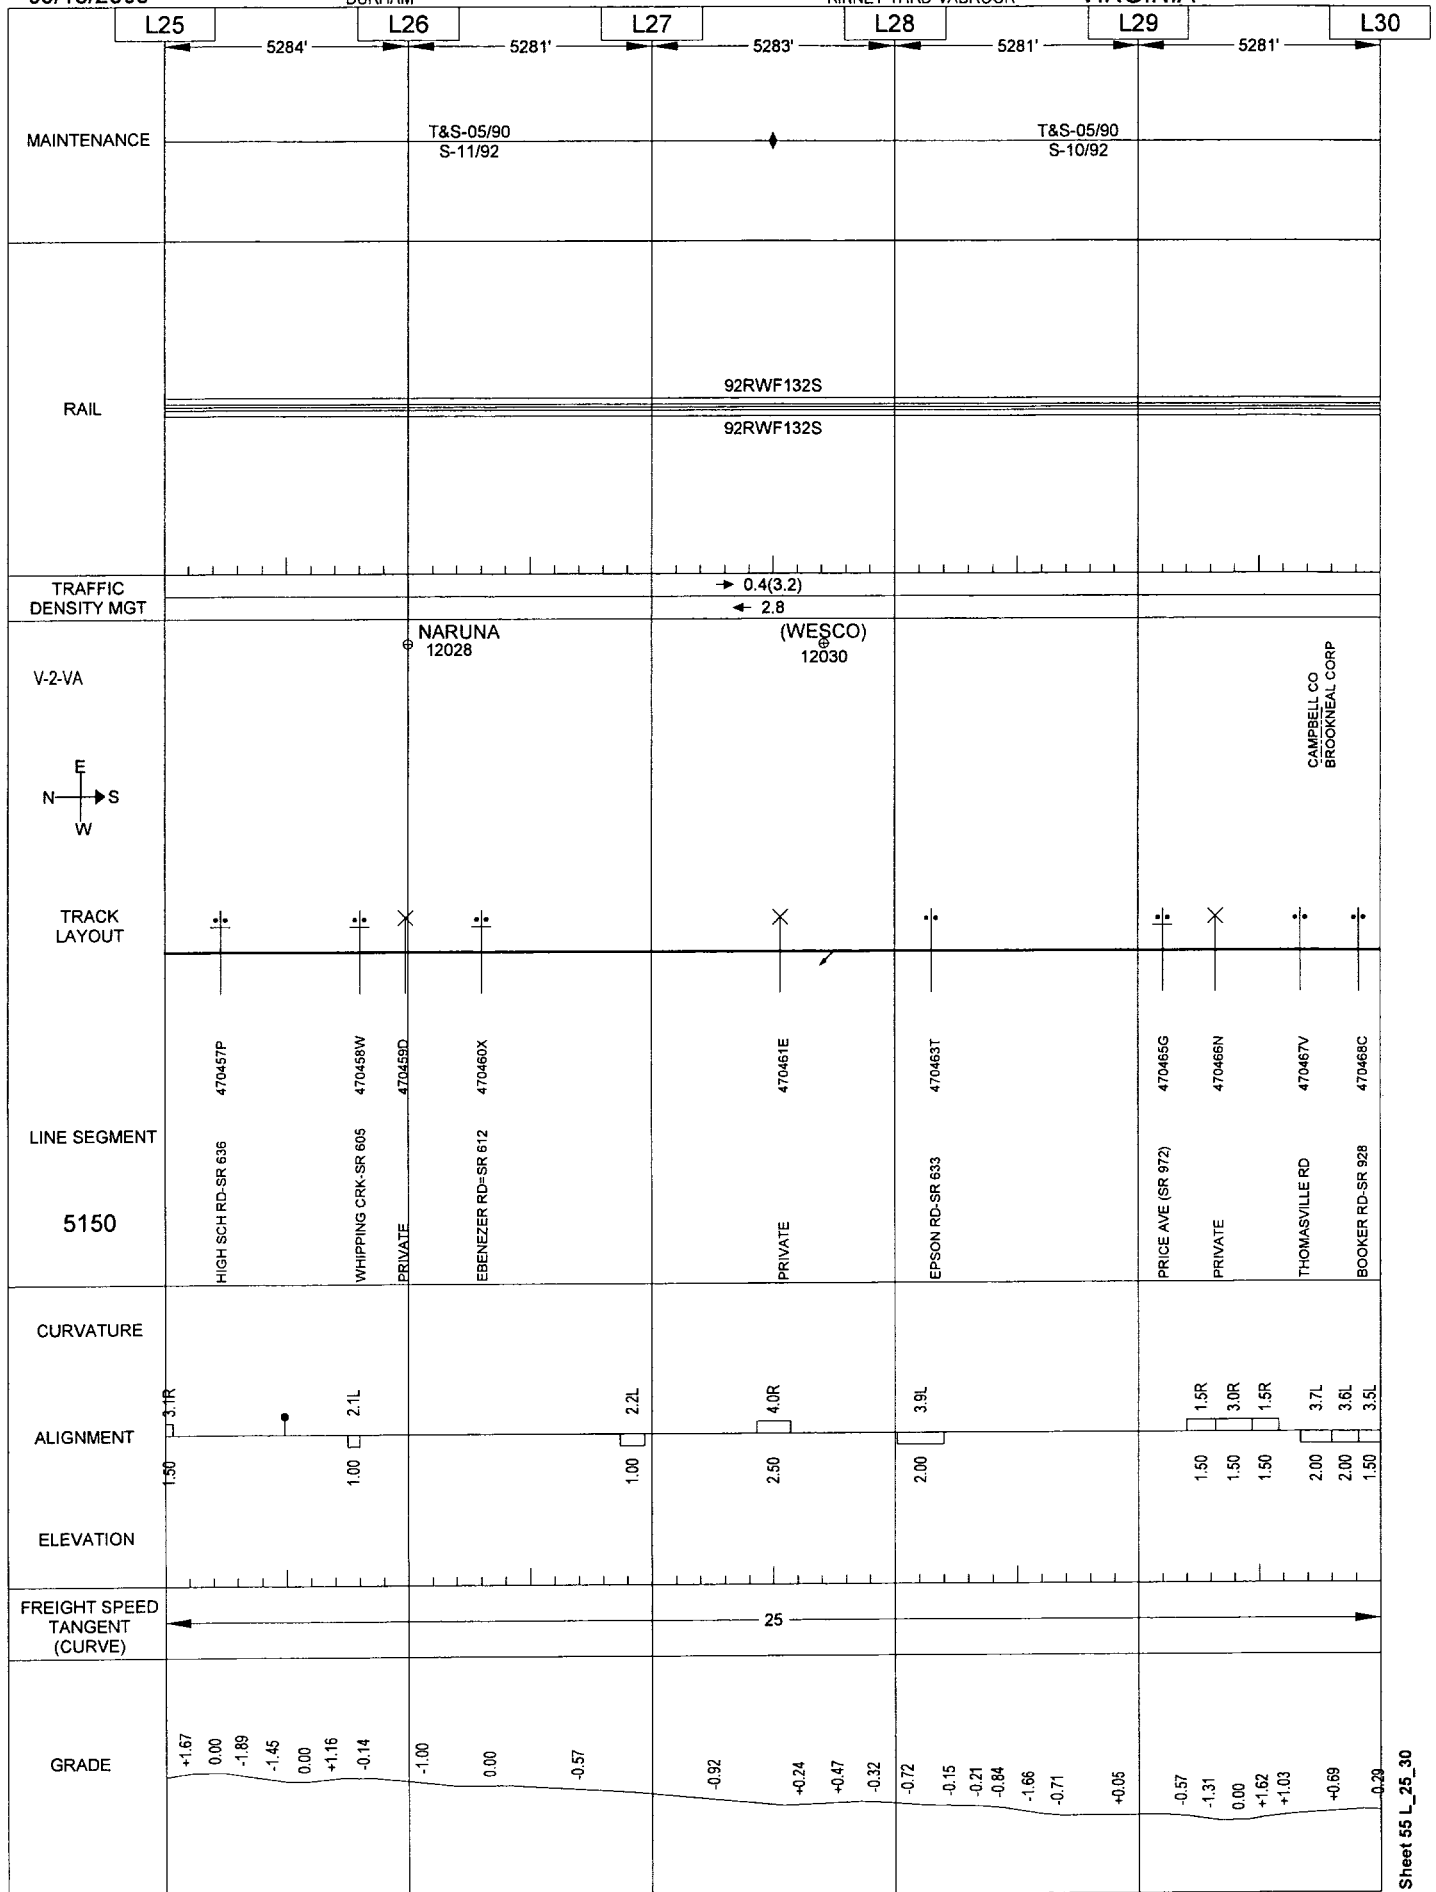 L25 L26 L27 L28 L29 L30
5284' 5281' 5283' 5281' 5281'
MAINTENANCE
T&S-05/90
S-11/92
T&S-05/90
S-10/92
RAIL
92RWF132S
92RWF132S
TRAFFIC
DENSITY MGT
0.4(3.2)
2.8
NARUNA
12028
(WESCO)
12030
V-2-VA
CAMPBELL CO
BROOKNEAL CORP
E
N S
W
TRACK
LAYOUT
470457P
470458W
470459D
470460X
470461E
470463T
470465G
470466N
470467V
470468C
LINE SEGMENT
5150
HIGH SCH RD-SR 636
WHIPPING CRK-SR 605
PRIVATE
EBENEZER RD=SR 612
PRIVATE
EPSON RD-SR 633
PRICE AVE (SR 972)
PRIVATE
THOMASVILLE RD
BOOKER RD-SR 928
CURVATURE
3.1R 2.1L 2.2L 4.0R 3.9L 1.5R 3.0R 1.5R 3.7L 3.6L 3.5L
ALIGNMENT
1.50 1.00 1.00 2.50 2.00 1.50 1.50 1.50 2.00 2.00 1.50
ELEVATION
FREIGHT SPEED
TANGENT
(CURVE)
25
GRADE
+1.67 0.00 -1.89 -1.45 0.00 +1.16 -0.14 -1.00 0.00 -0.57 -0.92 +0.24 +0.47 -0.32 -0.72 -0.15 -0.21 -0.84 -1.66 -0.71 +0.05 -0.57 -1.31 0.00 +1.62 +1.03 +0.69 -0.29
Sheet 55 L_25_30